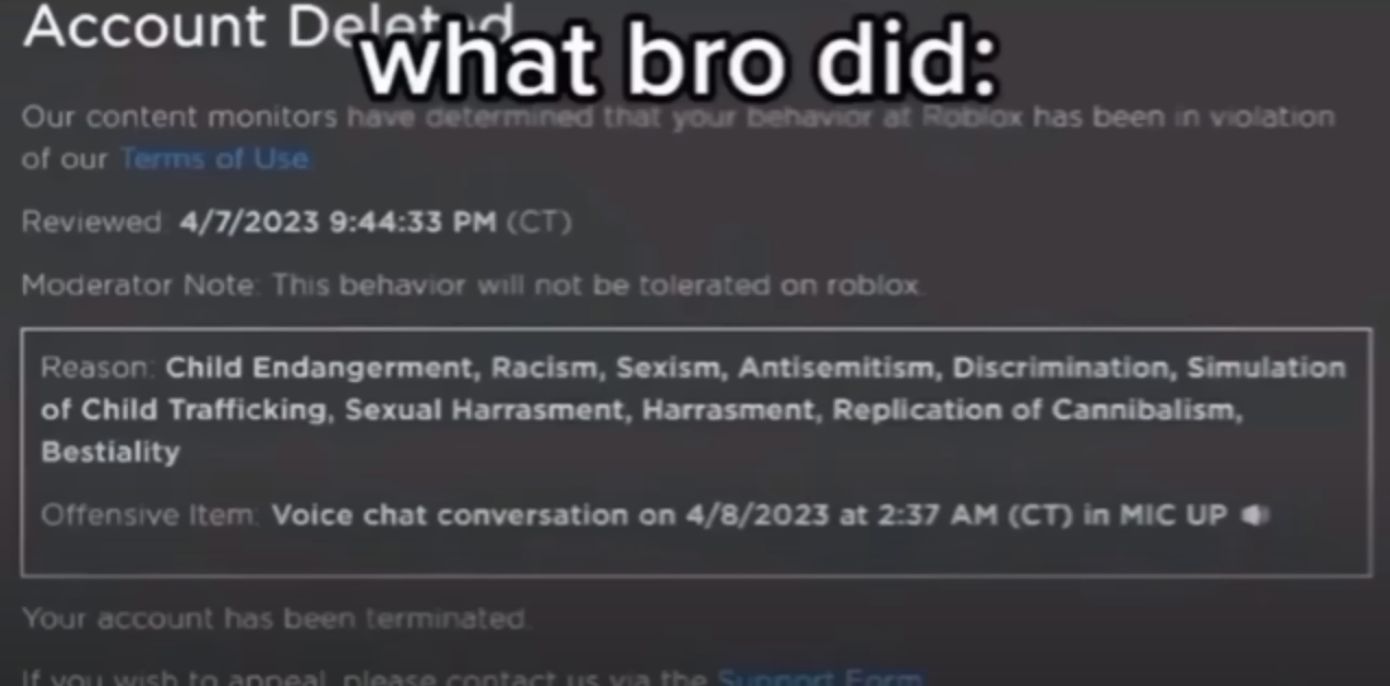 Account Deleted
what bro did:
Our content monitors have determined that your behavior at Roblox has been in violation
of our Terms of Use
Reviewed: 4/7/2023 9:44:33 PM (CT)
Moderator Note: This behavior will not be tolerated on roblox.
Reason: Child Endangerment, Racism, Sexism, Antisemitism, Discrimination, Simulation
of Child Trafficking, Sexual Harrasment, Harrasment, Replication of Cannibalism,
Bestiality
Offensive Item: Voice chat conversation on 4/8/2023 at 2:37 AM (CT) in MIC UP 🔊
Your account has been terminated.
If you wish to appeal, please contact us via the Support Form